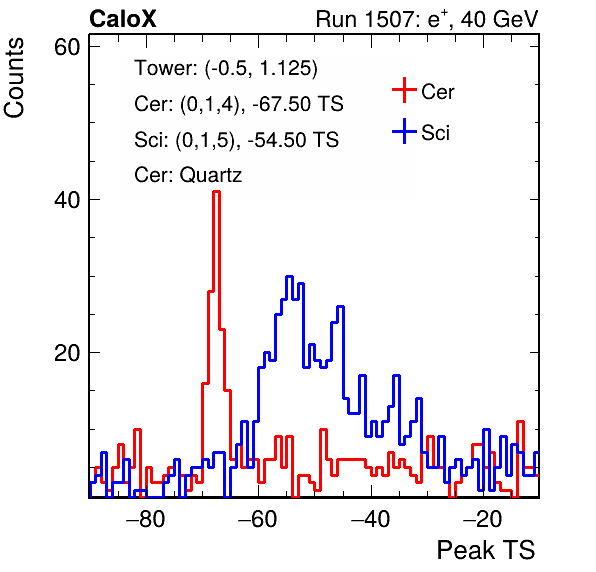 CaloX Run 1507: e⁺, 40 GeV
Counts
60
40
20
Tower: (-0.5, 1.125)
Cer: (0,1,4), -67.50 TS
Sci: (0,1,5), -54.50 TS
Cer: Quartz
Cer
Sci
−80 −60 −40 −20
Peak TS